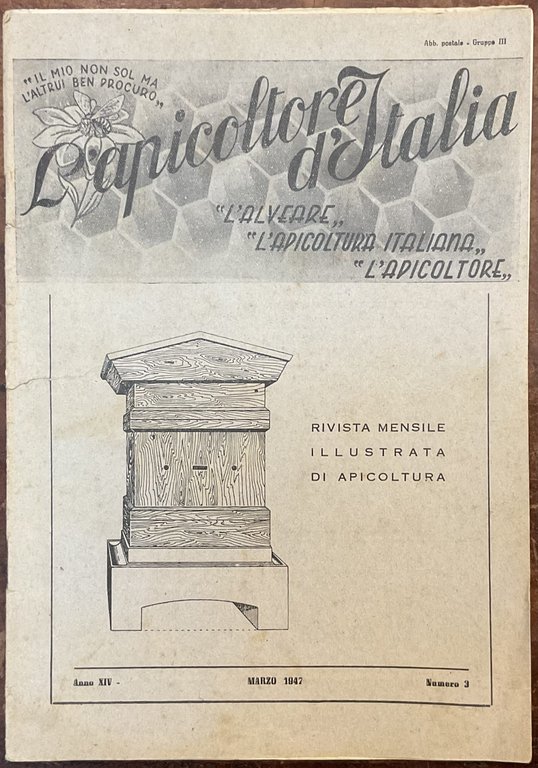 Abb. postale - Gruppo III
“IL MIO NON SOL MA
L'ALTRUI BEN PROCURO„
L'apicoltore
d'Italia
“L'ALVEARE„
“L'APICOLTURA ITALIANA„
“L'APICOLTORE„
RIVISTA MENSILE
ILLUSTRATA
DI APICOLTURA
Anno XIV - MARZO 1947 Numero 3